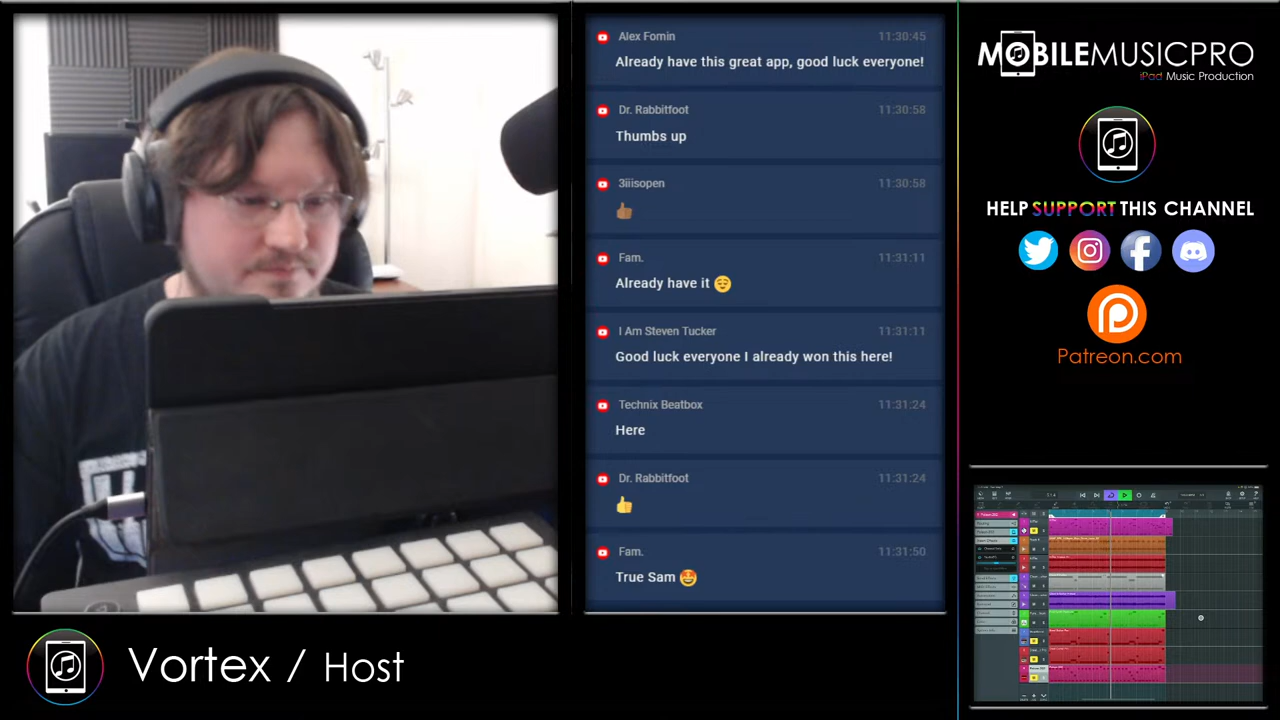 Alex Fomin 11:30:45
Already have this great app, good luck everyone!
Dr. Rabbitfoot 11:30:58
Thumbs up
3iiisopen 11:30:58
👍🏾
Fam. 11:31:11
Already have it 😌
I Am Steven Tucker 11:31:11
Good luck everyone I already won this here!
Technix Beatbox 11:31:24
Here
Dr. Rabbitfoot 11:31:24
👍
Fam. 11:31:50
True Sam 🤩
MOBILEMUSICPRO
iPad Music Production
HELP SUPPORT THIS CHANNEL
Patreon.com
Vortex / Host